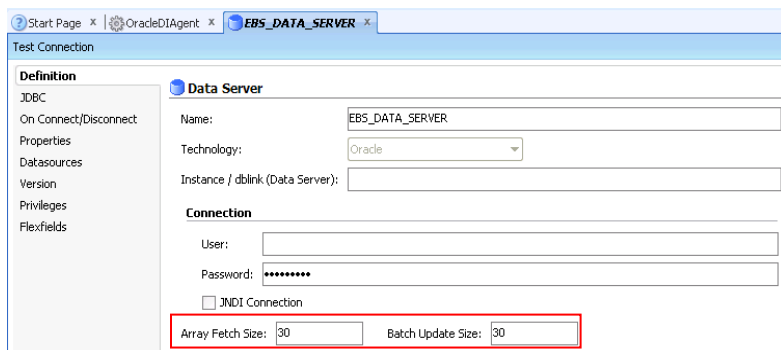 Start Page x OracleDIAgent x EBS_DATA_SERVER x
Test Connection
Definition
JDBC
On Connect/Disconnect
Properties
Datasources
Version
Privileges
Flexfields
Data Server
Name: EBS_DATA_SERVER
Technology: Oracle
Instance / dblink (Data Server):
Connection
User:
Password: •••••••••
JNDI Connection
Array Fetch Size: 30 Batch Update Size: 30